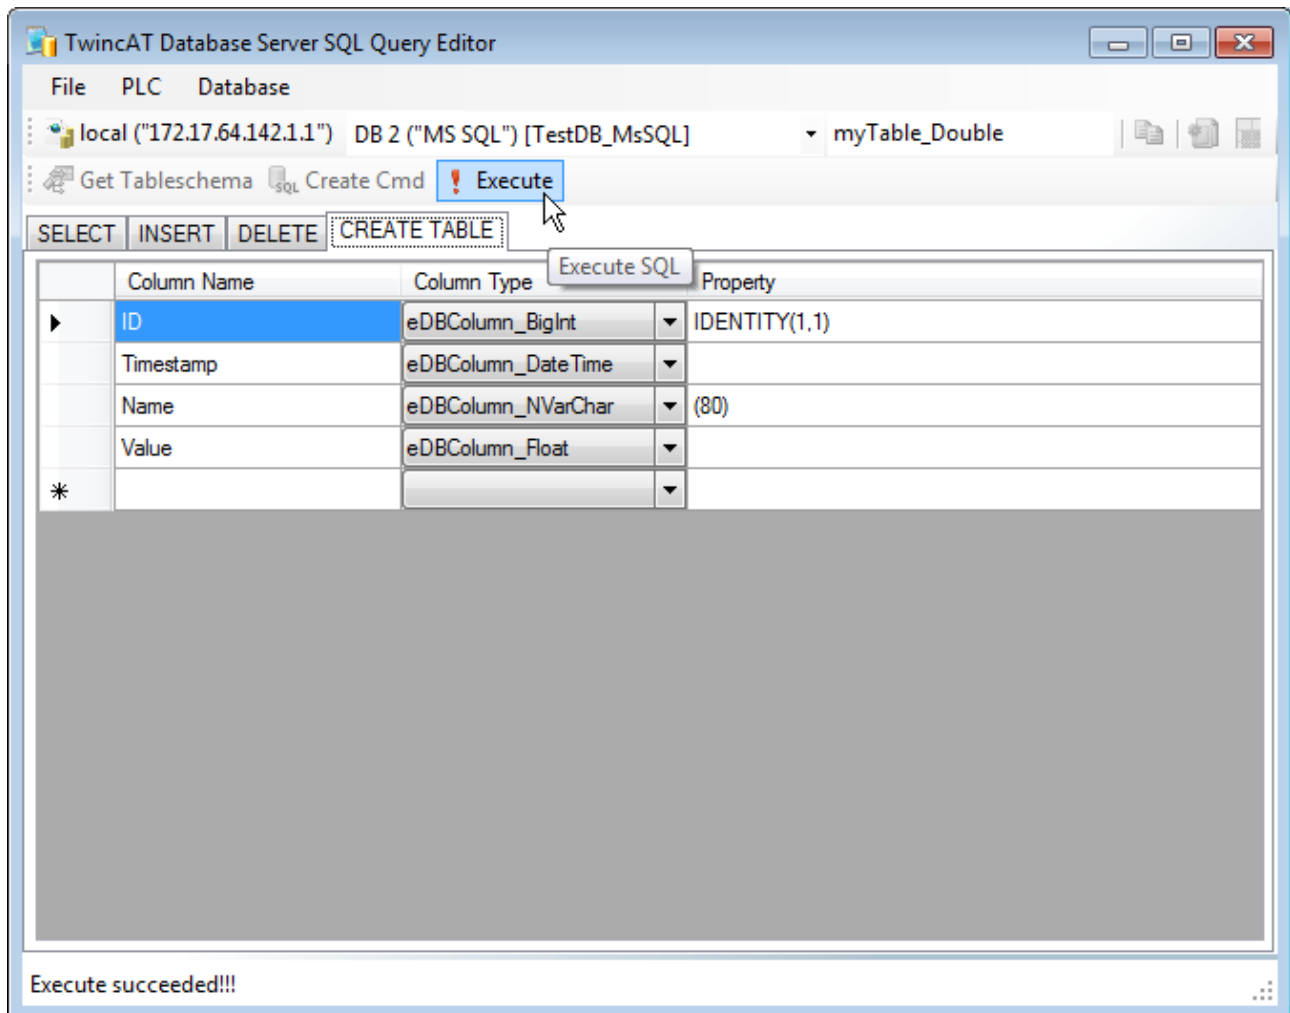 TwincAT Database Server SQL Query Editor
File PLC Database
local ("172.17.64.142.1.1") DB 2 ("MS SQL") [TestDB_MsSQL] myTable_Double
Get Tableschema SQL Create Cmd Execute
SELECT INSERT DELETE CREATE TABLE
Execute SQL
Column Name Column Type Property
ID eDBColumn_BigInt IDENTITY(1,1)
Timestamp eDBColumn_DateTime
Name eDBColumn_NVarChar (80)
Value eDBColumn_Float
Execute succeeded!!!